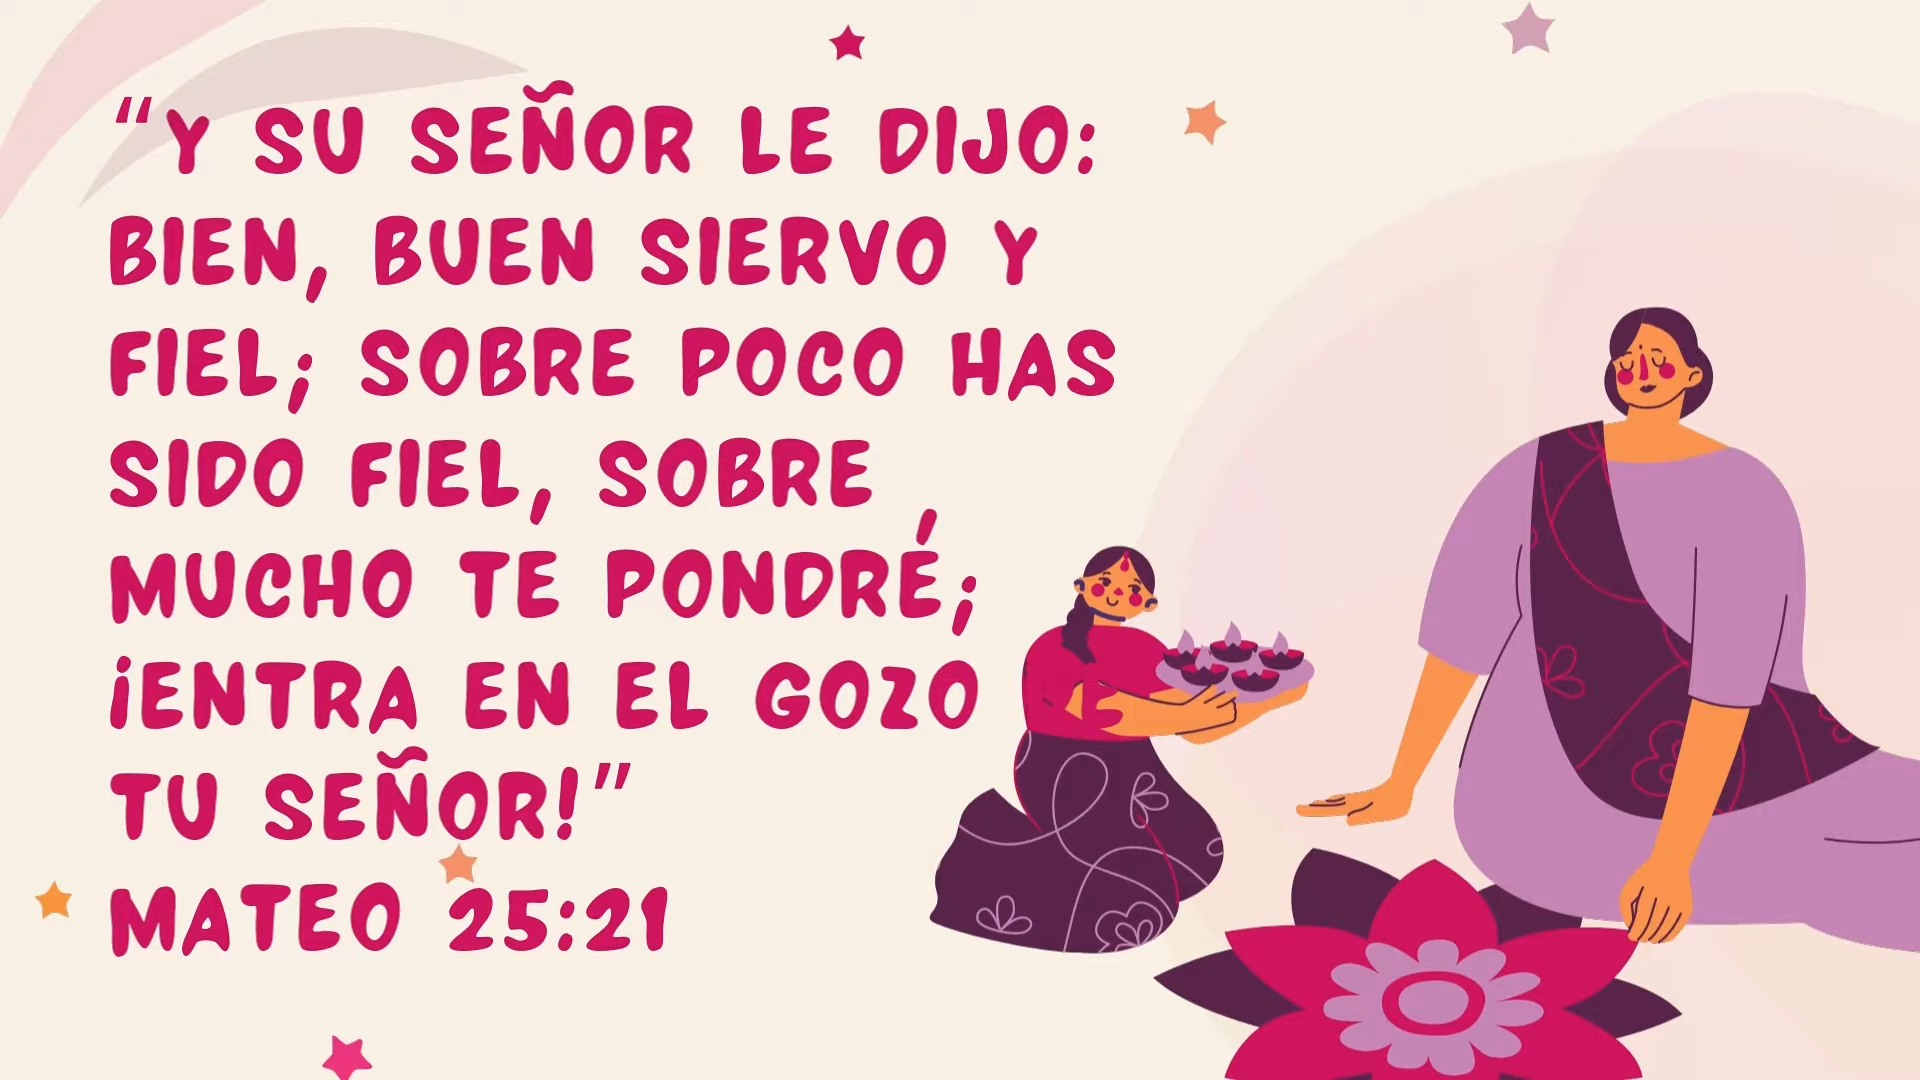 “Y SU SEÑOR LE DIJO:
BIEN, BUEN SIERVO Y
FIEL; SOBRE POCO HAS
SIDO FIEL, SOBRE
MUCHO TE PONDRÉ;
¡ENTRA EN EL GOZO
TU SEÑOR!”
MATEO 25:21